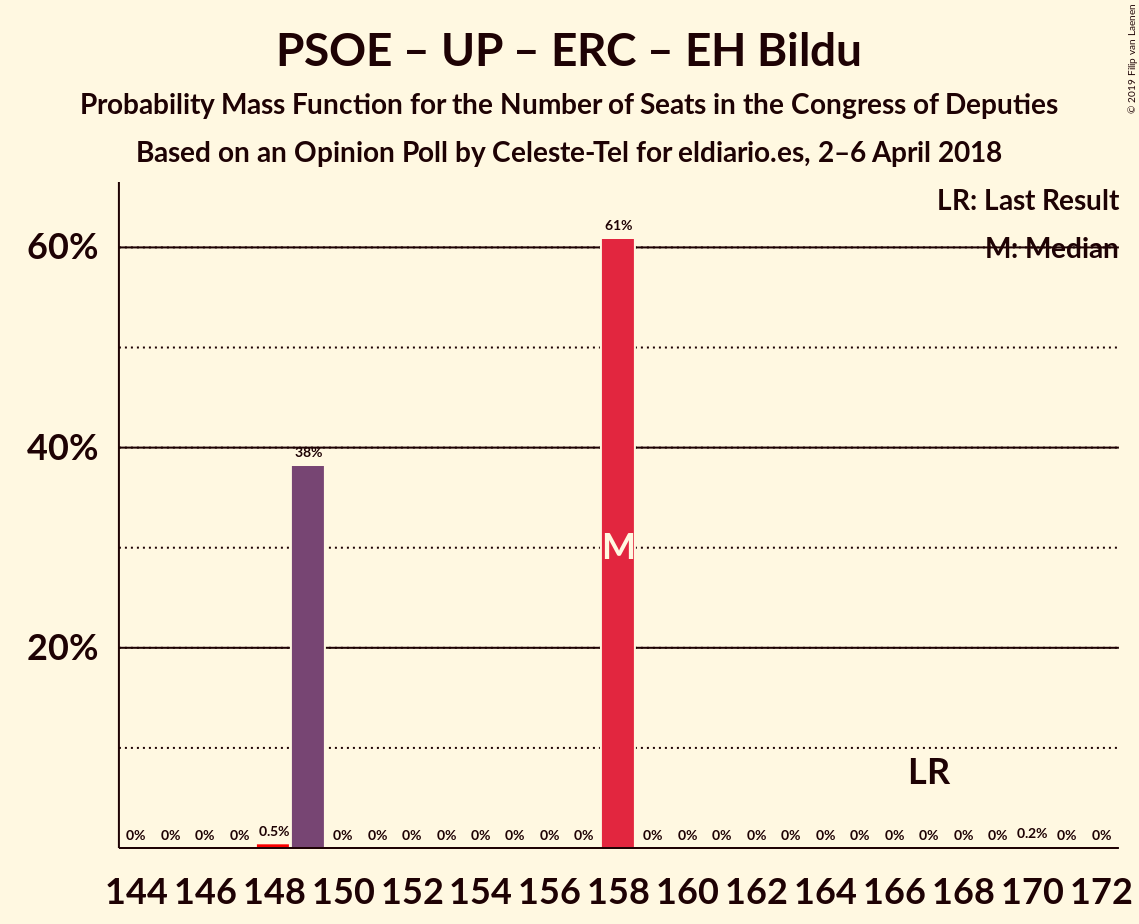 PSOE – UP – ERC – EH Bildu
Probability Mass Function for the Number of Seats in the Congress of Deputies
Based on an Opinion Poll by Celeste-Tel for eldiario.es, 2–6 April 2018
© 2019 Filip van Laenen
LR: Last Result
M: Median
60%
40%
20%
61%
38%
M
LR
0% 0% 0% 0% 0.5% 0% 0% 0% 0% 0% 0% 0% 0% 0% 0% 0% 0% 0% 0% 0% 0% 0% 0% 0% 0.2% 0% 0%
144 146 148 150 152 154 156 158 160 162 164 166 168 170 172